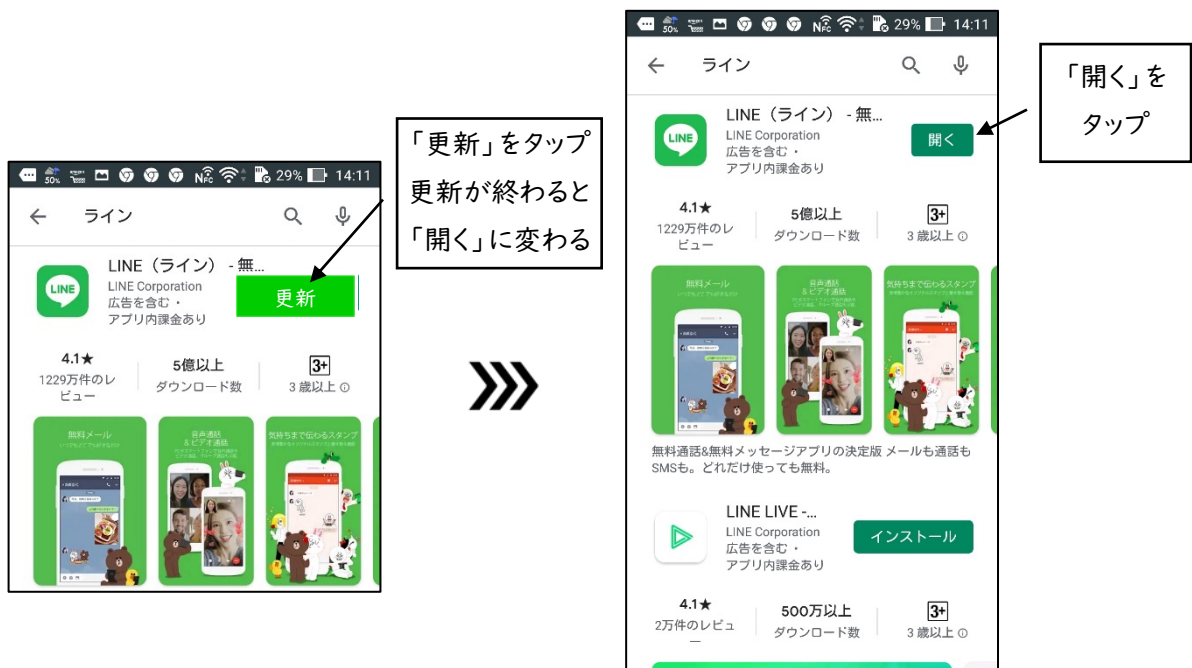 50%
NFC
29%
14:11
ライン
LINE
LINE（ライン） - 無...
LINE Corporation
広告を含む・
アプリ内課金あり
更新
4.1★
1229万件のレ
ビュー
5億以上
ダウンロード数
3+
3 歳以上
無料メール
音声通話
&ビデオ通話
気持ちまで伝わるスタンプ
「更新」をタップ
更新が終わると
「開く」に変わる
50%
NFC
29%
14:11
ライン
LINE
LINE（ライン） - 無...
LINE Corporation
広告を含む・
アプリ内課金あり
開く
4.1★
1229万件のレ
ビュー
5億以上
ダウンロード数
3+
3 歳以上
無料メール
音声通話
&ビデオ通話
気持ちまで伝わるスタンプ
無料通話&無料メッセージアプリの決定版 メールも通話も
SMSも。どれだけ使っても無料。
LINE LIVE -...
LINE Corporation
広告を含む・
アプリ内課金あり
インストール
4.1★
2万件のレビュ
ー
500万以上
ダウンロード数
3+
3 歳以上
「開く」を
タップ